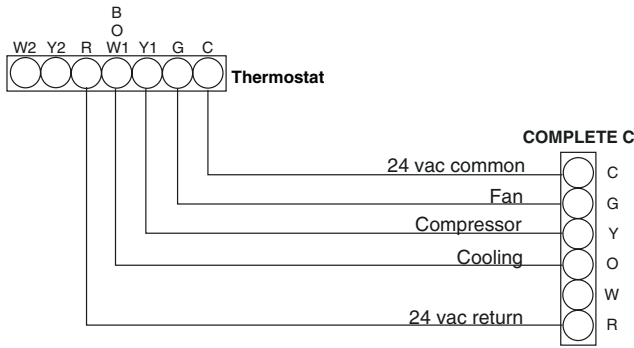 B
O
W2 Y2 R W1 Y1 G C
Thermostat
COMPLETE C
24 vac common C
Fan G
Compressor Y
Cooling O
W
24 vac return R